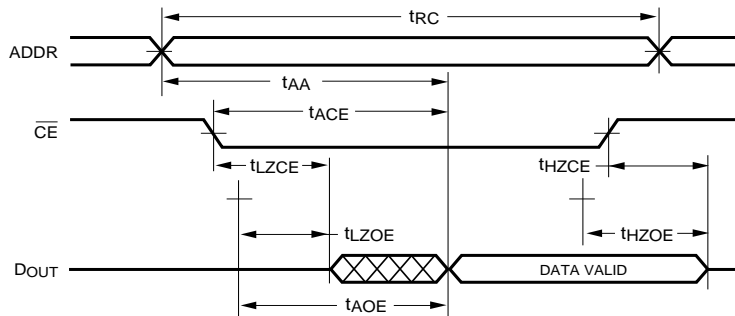 tRC
ADDR
tAA
tACE
CE
tLZCE
tHZCE
tLZOE
tHZOE
DOUT
DATA VALID
tAOE